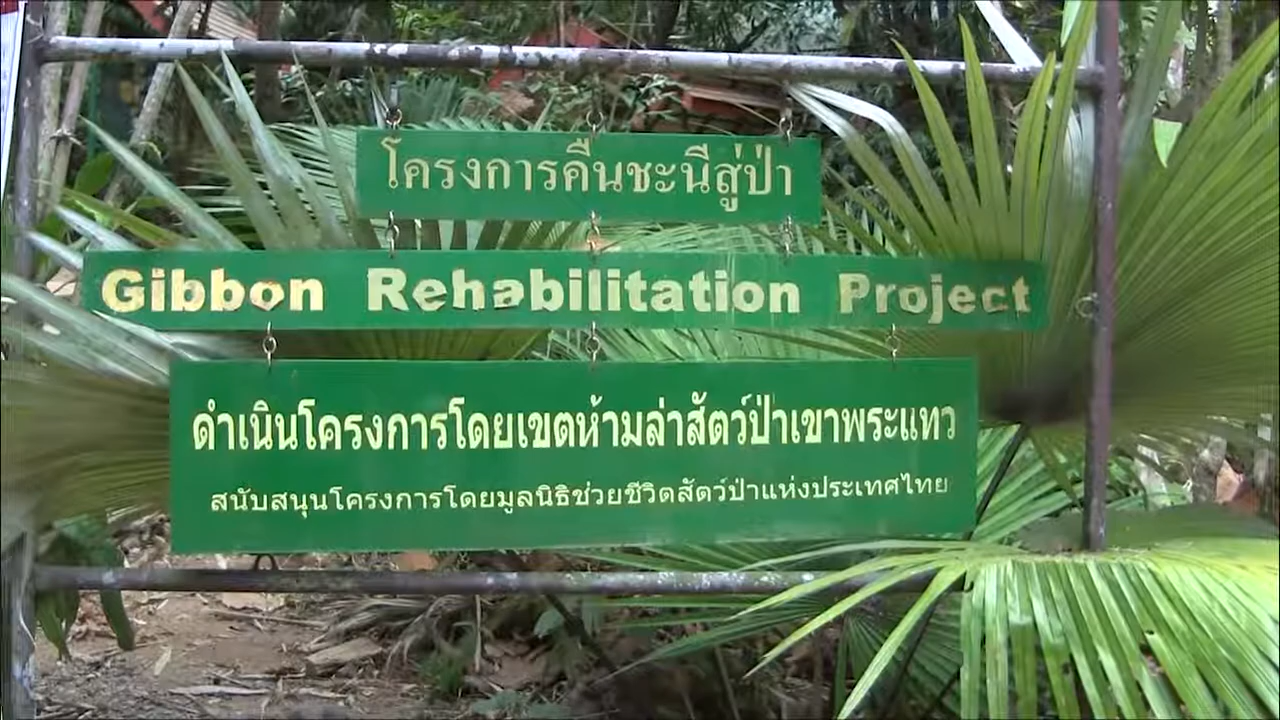 โครงการคืนชะนีสู่ป่า
Gibbon Rehabilitation Project
ดำเนินโครงการโดยเขตห้ามล่าสัตว์ป่าเขาพระแทว
สนับสนุนโครงการโดยมูลนิธิช่วยชีวิตสัตว์ป่าแห่งประเทศไทย